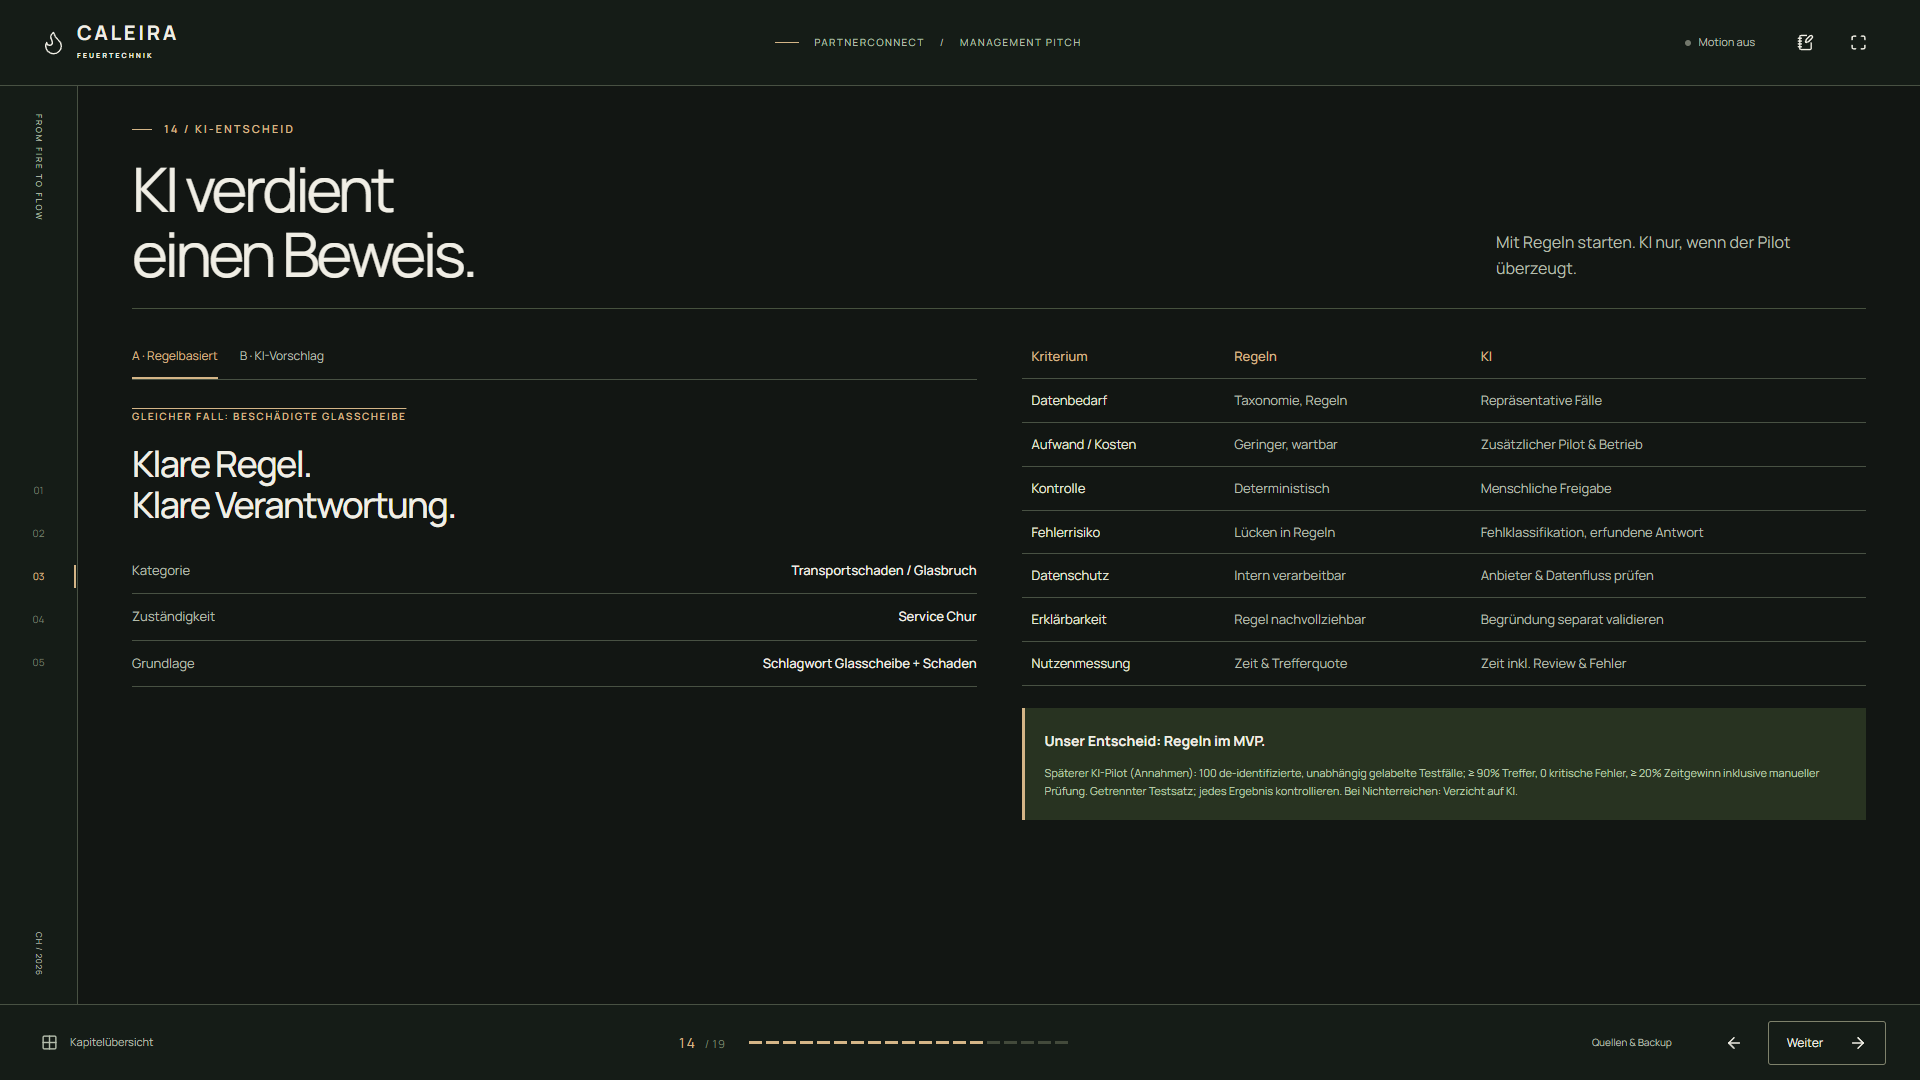 CALEIRA
FEUERTECHNIK
PARTNERCONNECT / MANAGEMENT PITCH
Motion aus
FROM FIRE TO FLOW
01
02
03
04
05
CH / 2026
14 / KI-ENTSCHEID
KI verdient
einen Beweis.
Mit Regeln starten. KI nur, wenn der Pilot
überzeugt.
A · Regelbasiert B · KI-Vorschlag
GLEICHER FALL: BESCHÄDIGTE GLASSCHEIBE
Klare Regel.
Klare Verantwortung.
Kategorie Transportschaden / Glasbruch
Zuständigkeit Service Chur
Grundlage Schlagwort Glasscheibe + Schaden
Kriterium Regeln KI
Datenbedarf Taxonomie, Regeln Repräsentative Fälle
Aufwand / Kosten Geringer, wartbar Zusätzlicher Pilot & Betrieb
Kontrolle Deterministisch Menschliche Freigabe
Fehlerrisiko Lücken in Regeln Fehlklassifikation, erfundene Antwort
Datenschutz Intern verarbeitbar Anbieter & Datenfluss prüfen
Erklärbarkeit Regel nachvollziehbar Begründung separat validieren
Nutzenmessung Zeit & Trefferquote Zeit inkl. Review & Fehler
Unser Entscheid: Regeln im MVP.
Späterer KI-Pilot (Annahmen): 100 de-identifizierte, unabhängig gelabelte Testfälle; ≥ 90% Treffer, 0 kritische Fehler, ≥ 20% Zeitgewinn inklusive manueller
Prüfung. Getrennter Testsatz; jedes Ergebnis kontrollieren. Bei Nichterreichen: Verzicht auf KI.
Kapitelübersicht
14 / 19
Quellen & Backup
Weiter